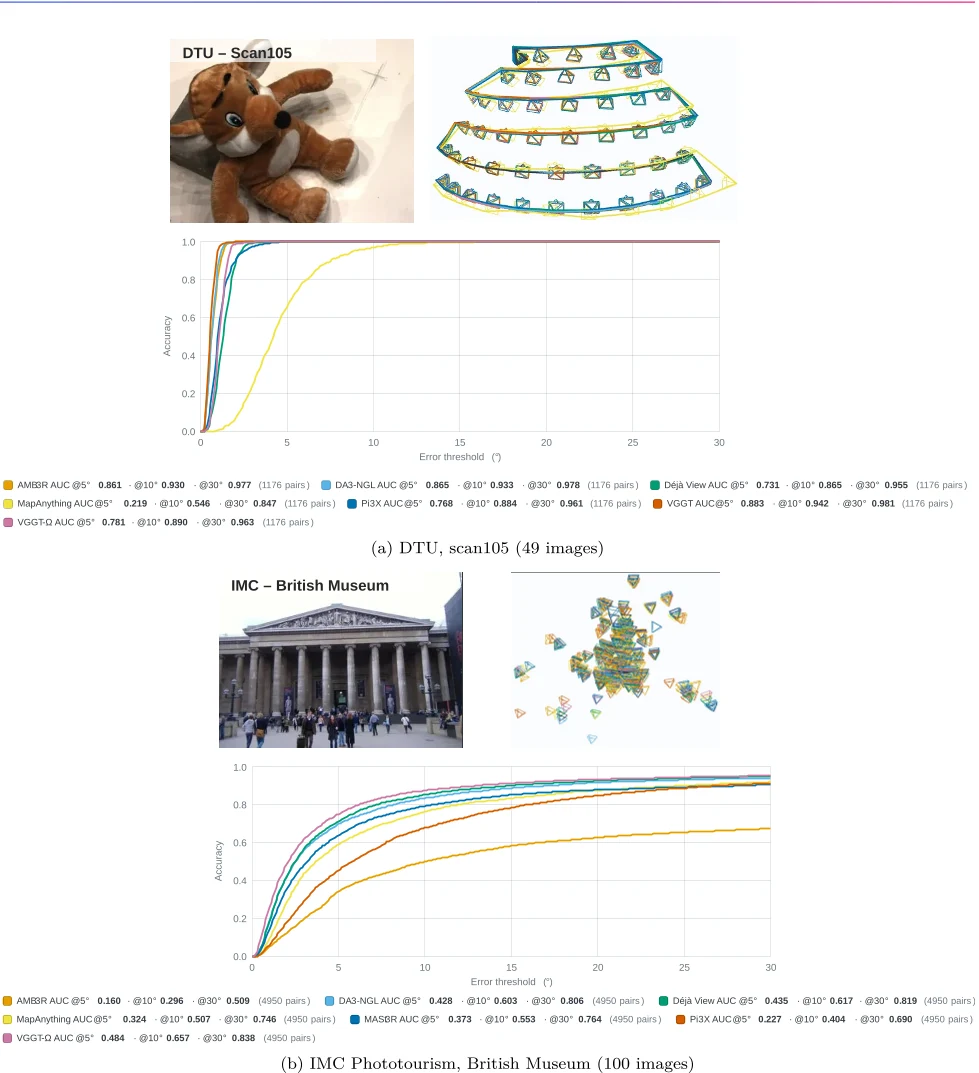 DTU – Scan105
1.0
0.8
0.6
0.4
0.2
0.0
Accuracy
0 5 10 15 20 25 30
Error threshold (°)
AMB3R AUC @5° 0.861 · @10° 0.930 · @30° 0.977 (1176 pairs) DA3-NGL AUC @5° 0.865 · @10° 0.933 · @30° 0.978 (1176 pairs) Déjà View AUC @5° 0.731 · @10° 0.865 · @30° 0.955 (1176 pairs)
MapAnything AUC @5° 0.219 · @10° 0.546 · @30° 0.847 (1176 pairs) Pi3X AUC @5° 0.768 · @10° 0.884 · @30° 0.961 (1176 pairs) VGGT AUC @5° 0.883 · @10° 0.942 · @30° 0.981 (1176 pairs)
VGGT-Ω AUC @5° 0.781 · @10° 0.890 · @30° 0.963 (1176 pairs)
(a) DTU, scan105 (49 images)
IMC – British Museum
1.0
0.8
0.6
0.4
0.2
0.0
Accuracy
0 5 10 15 20 25 30
Error threshold (°)
AMB3R AUC @5° 0.160 · @10° 0.296 · @30° 0.509 (4950 pairs) DA3-NGL AUC @5° 0.428 · @10° 0.603 · @30° 0.806 (4950 pairs) Déjà View AUC @5° 0.435 · @10° 0.617 · @30° 0.819 (4950 pairs)
MapAnything AUC @5° 0.324 · @10° 0.507 · @30° 0.746 (4950 pairs) MASt3R AUC @5° 0.373 · @10° 0.553 · @30° 0.764 (4950 pairs) Pi3X AUC @5° 0.227 · @10° 0.404 · @30° 0.690 (4950 pairs)
VGGT-Ω AUC @5° 0.484 · @10° 0.657 · @30° 0.838 (4950 pairs)
(b) IMC Phototourism, British Museum (100 images)